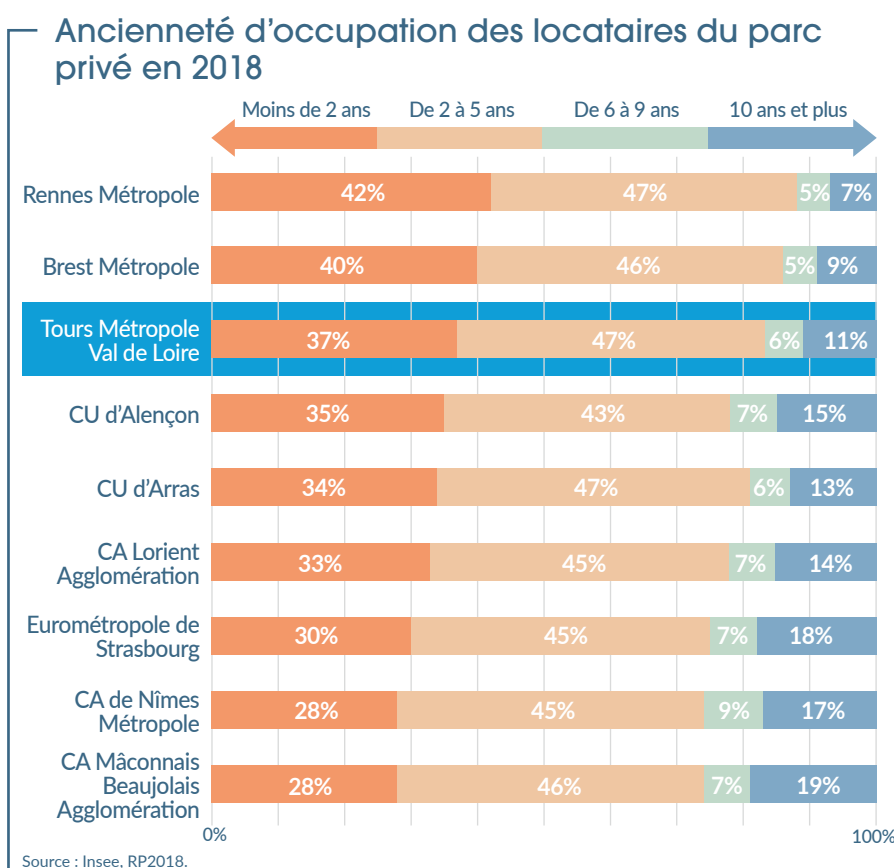 Ancienneté d'occupation des locataires du parc
privé en 2018
Moins de 2 ans De 2 à 5 ans De 6 à 9 ans 10 ans et plus
Rennes Métropole 42% 47% 5% 7%
Brest Métropole 40% 46% 5% 9%
Tours Métropole
Val de Loire 37% 47% 6% 11%
CU d'Alençon 35% 43% 7% 15%
CU d'Arras 34% 47% 6% 13%
CA Lorient
Agglomération 33% 45% 7% 14%
Eurométropole de
Strasbourg 30% 45% 7% 18%
CA de Nîmes
Métropole 28% 45% 9% 17%
CA Mâconnais
Beaujolais
Agglomération 28% 46% 7% 19%
0% 100%
Source : Insee, RP2018.